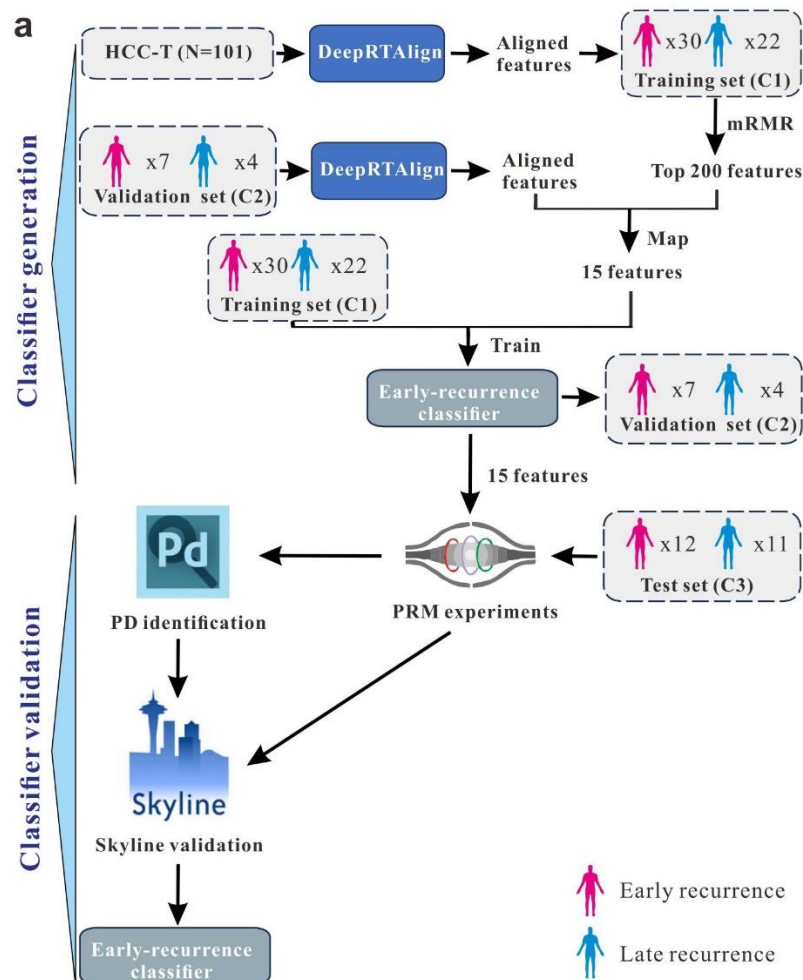 a
HCC-T (N=101)
DeepRTAlign
Aligned
features
x30
x22
Training set (C1)
mRMR
x7
x4
Validation set (C2)
DeepRTAlign
Aligned
features
Top 200 features
Map
15 features
x30
x22
Training set (C1)
Train
Early-recurrence
classifier
x7
x4
Validation set (C2)
Classifier generation
15 features
Pd
PD identification
PRM experiments
x12
x11
Test set (C3)
Classifier validation
Skyline
Skyline validation
Early-recurrence
classifier
Early recurrence
Late recurrence